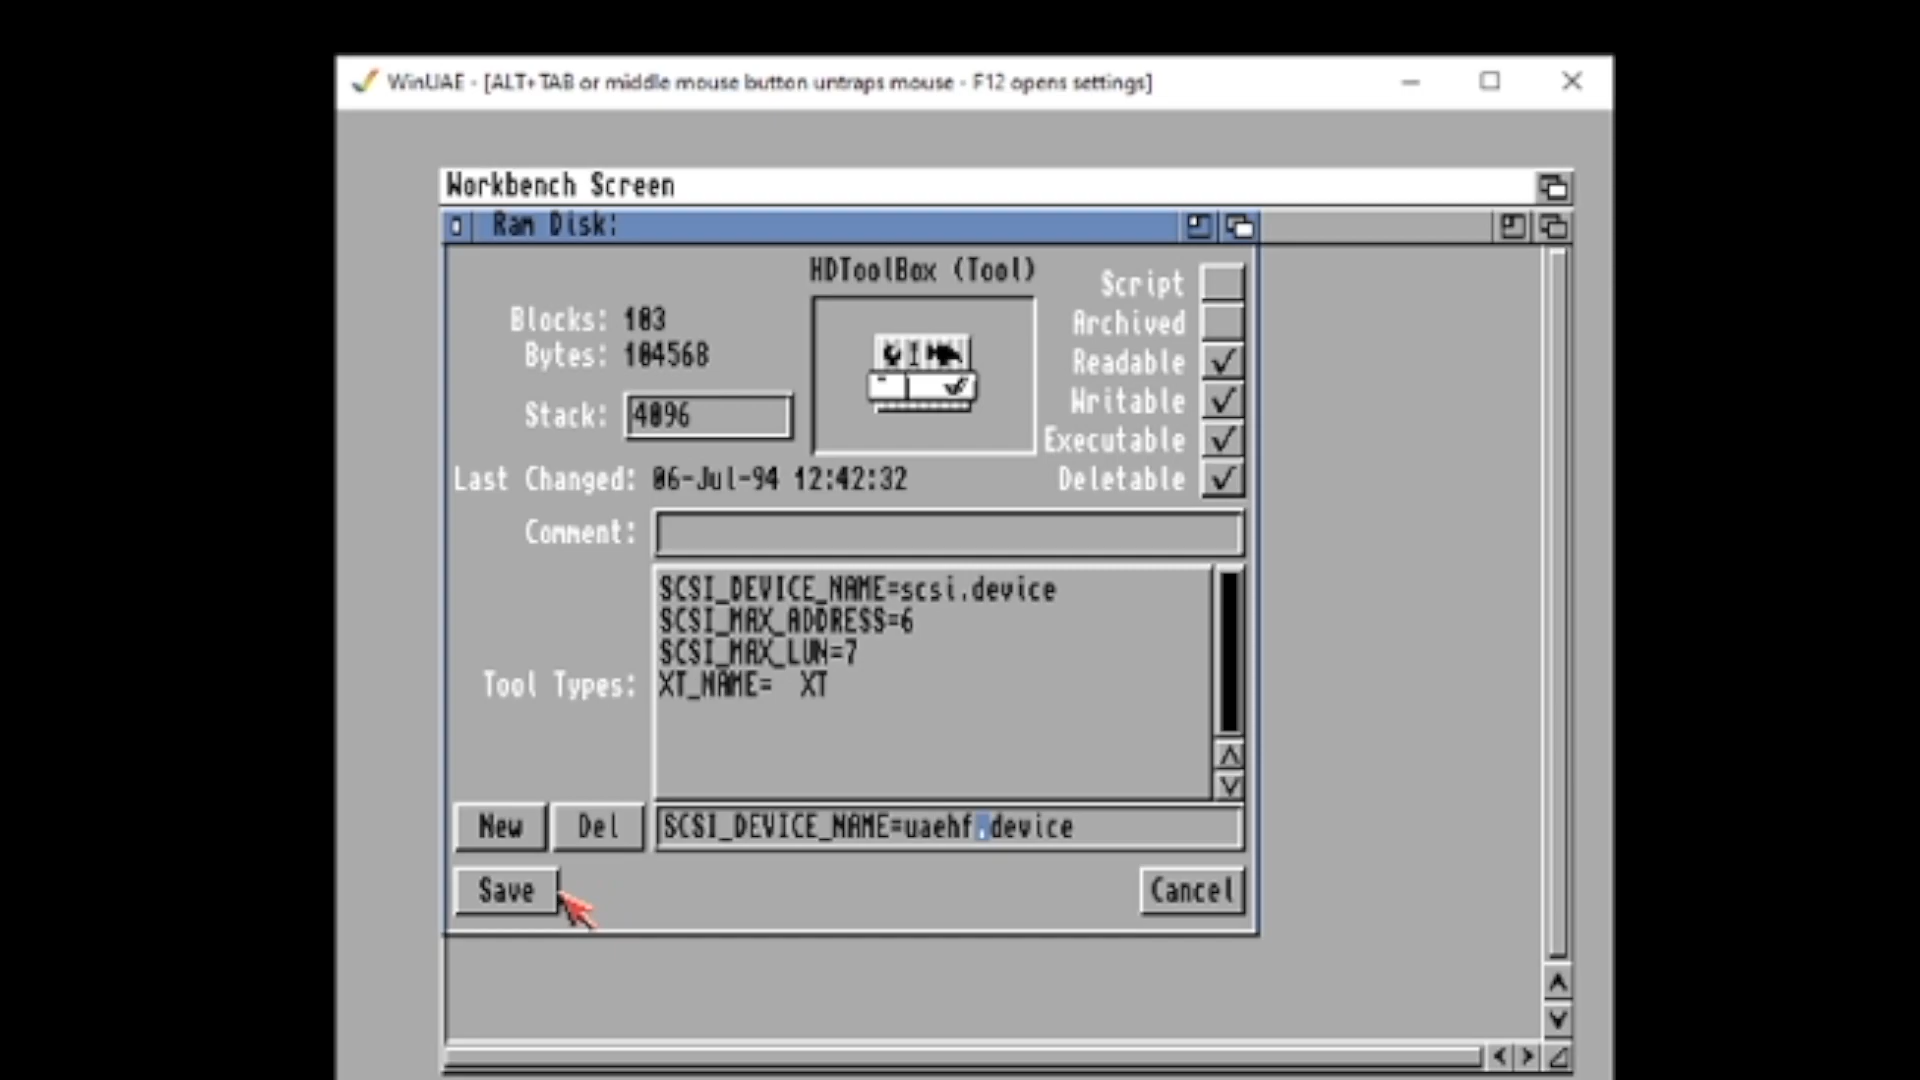 WinUAE - [ALT+TAB or middle mouse button untraps mouse - F12 opens settings]
Workbench Screen
Ram Disk:
HDToolBox (Tool)
Script
Archived
Readable
Writable
Executable
Deletable
Blocks: 103
Bytes: 104568
Stack: 4096
Last Changed: 06-Jul-94 12:42:32
Comment:
Tool Types:
SCSI_DEVICE_NAME=scsi.device
SCSI_MAX_ADDRESS=6
SCSI_MAX_LUN=7
XT_NAME=  XT
New
Del
SCSI_DEVICE_NAME=uaehf.device
Save
Cancel